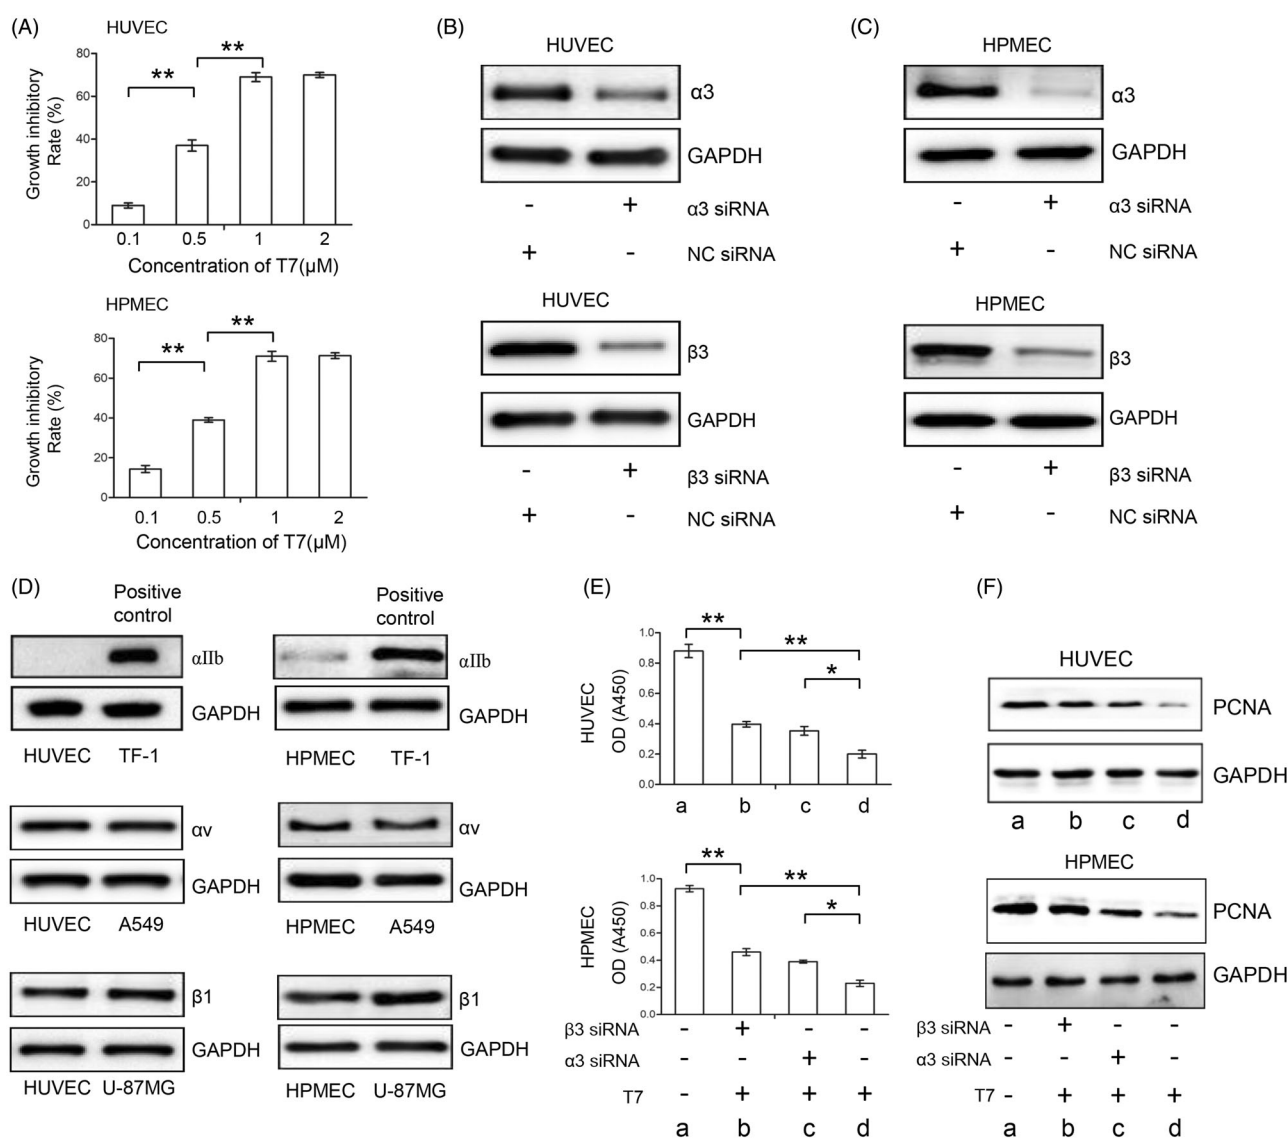 (A)
HUVEC
Growth inhibitory
Rate (%)
80
60
40
20
0
** **
0.1 0.5 1 2
Concentration of T7(μM)
HPMEC
Growth inhibitory
Rate (%)
80
60
40
20
0
** **
0.1 0.5 1 2
Concentration of T7(μM)
(B)
HUVEC
α3
GAPDH
- + α3 siRNA
+ - NC siRNA
HUVEC
β3
GAPDH
- + β3 siRNA
+ - NC siRNA
(C)
HPMEC
α3
GAPDH
- + α3 siRNA
+ - NC siRNA
HPMEC
β3
GAPDH
- + β3 siRNA
+ - NC siRNA
(D)
Positive
control
αIIb
GAPDH
HUVEC TF-1
Positive
control
αIIb
GAPDH
HPMEC TF-1
αv
GAPDH
HUVEC A549
αv
GAPDH
HPMEC A549
β1
GAPDH
HUVEC U-87MG
β1
GAPDH
HPMEC U-87MG
(E)
HUVEC
OD (A450)
1.0
0.8
0.6
0.4
0.2
0.0
**
**
*
a b c d
HPMEC
OD (A450)
1.0
0.8
0.6
0.4
0.2
0.0
**
**
*
β3 siRNA - + - -
α3 siRNA - - + -
T7 - + + +
a b c d
(F)
HUVEC
PCNA
GAPDH
a b c d
HPMEC
PCNA
GAPDH
β3 siRNA - + - -
α3 siRNA - - + -
T7 - + + +
a b c d